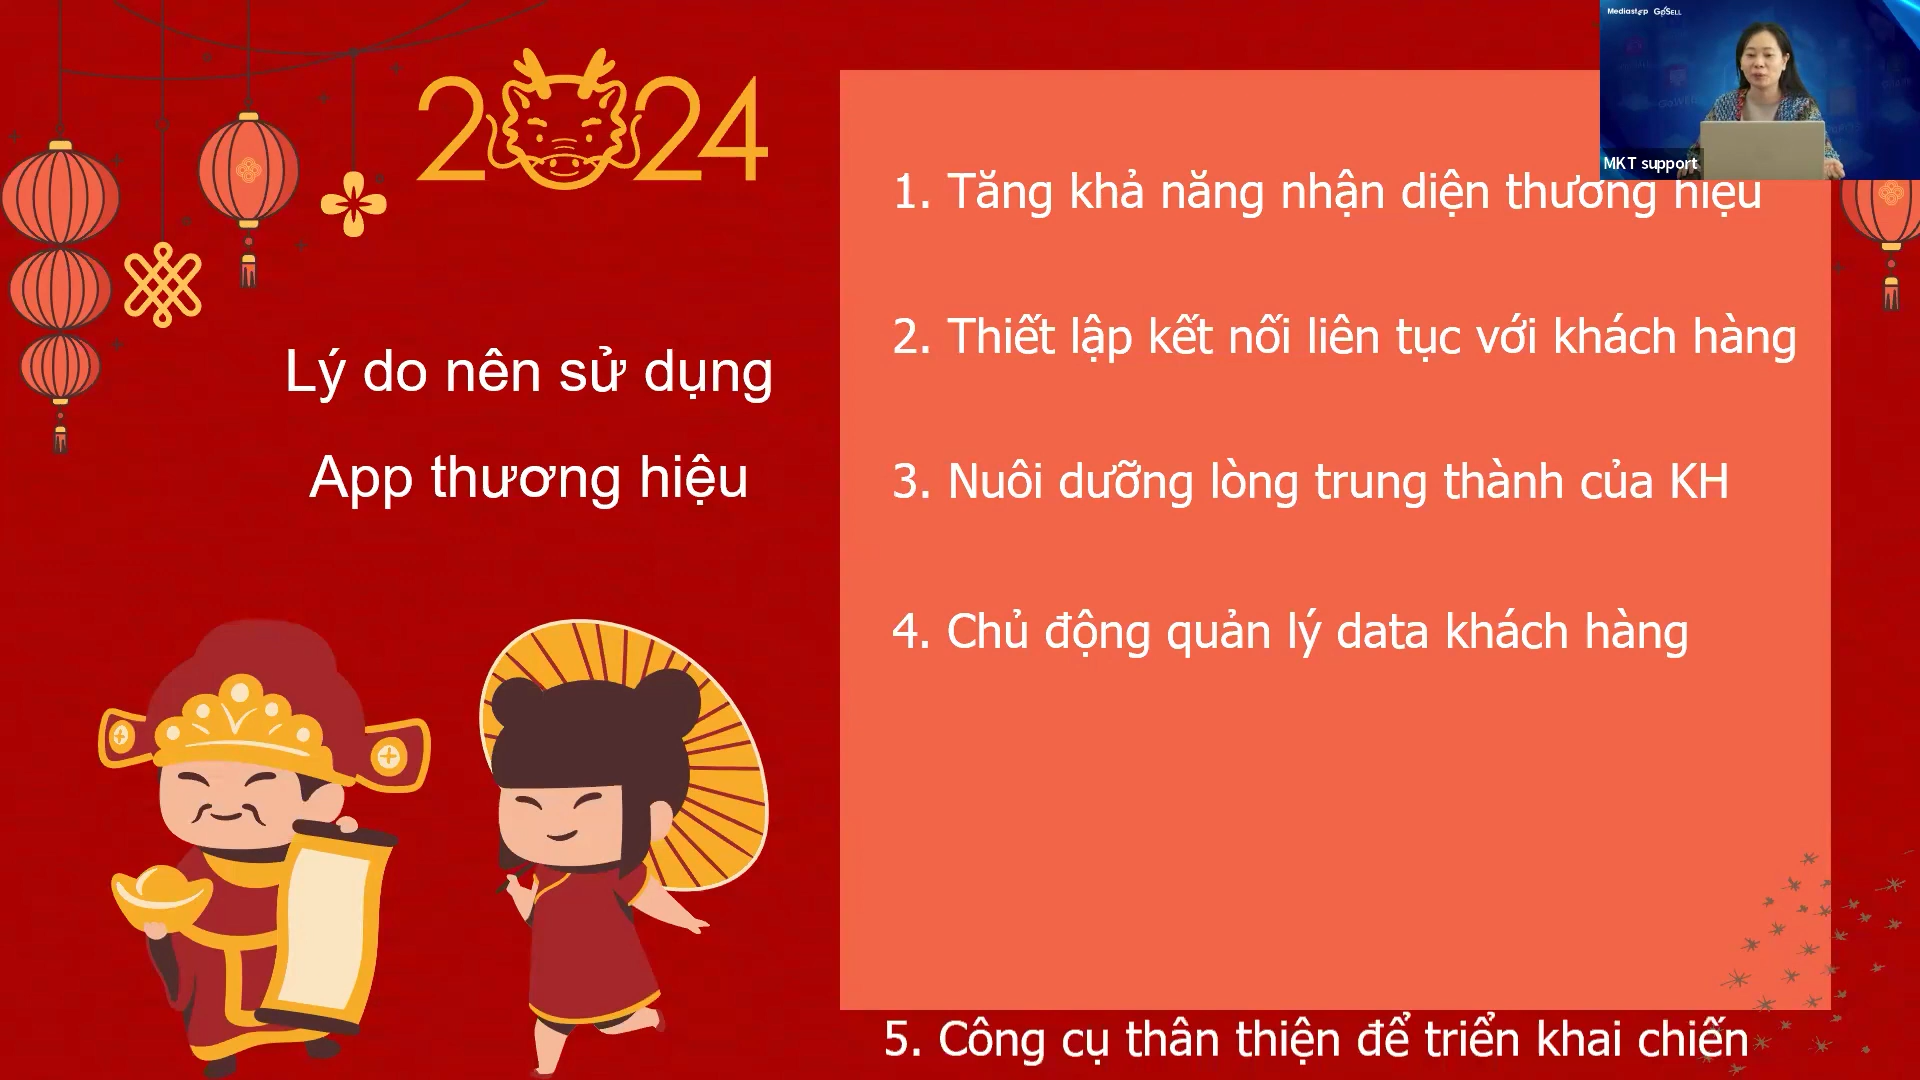 2024
Lý do nên sử dụng
App thương hiệu
1. Tăng khả năng nhận diện thương hiệu
2. Thiết lập kết nối liên tục với khách hàng
3. Nuôi dưỡng lòng trung thành của KH
4. Chủ động quản lý data khách hàng
5. Công cụ thân thiện để triển khai chiến
Mediastep GoSELL
MKT support